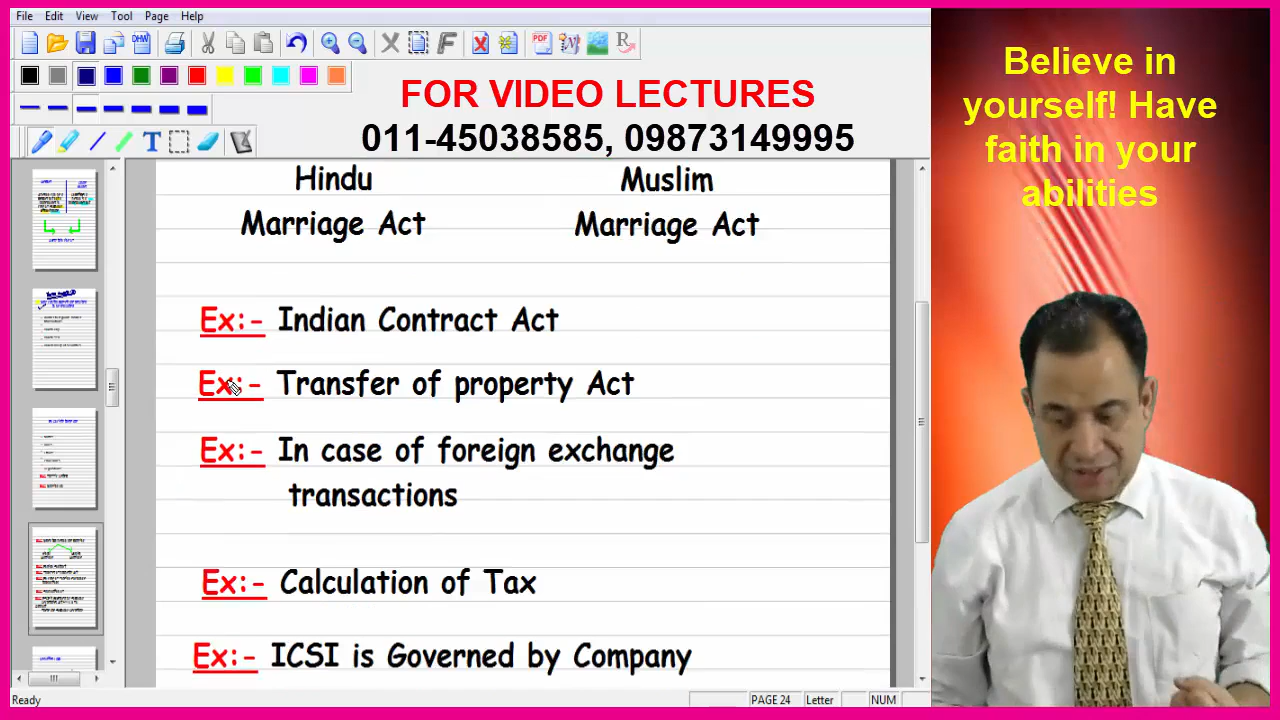 File Edit View Tool Page Help
FOR VIDEO LECTURES
011-45038585, 09873149995
Believe in
yourself! Have
faith in your
abilities
Hindu Muslim
Marriage Act Marriage Act
Ex:- Indian Contract Act
Ex:- Transfer of property Act
Ex:- In case of foreign exchange
transactions
Ex:- Calculation of Tax
Ex:- ICSI is Governed by Company
Ready PAGE 24 Letter NUM